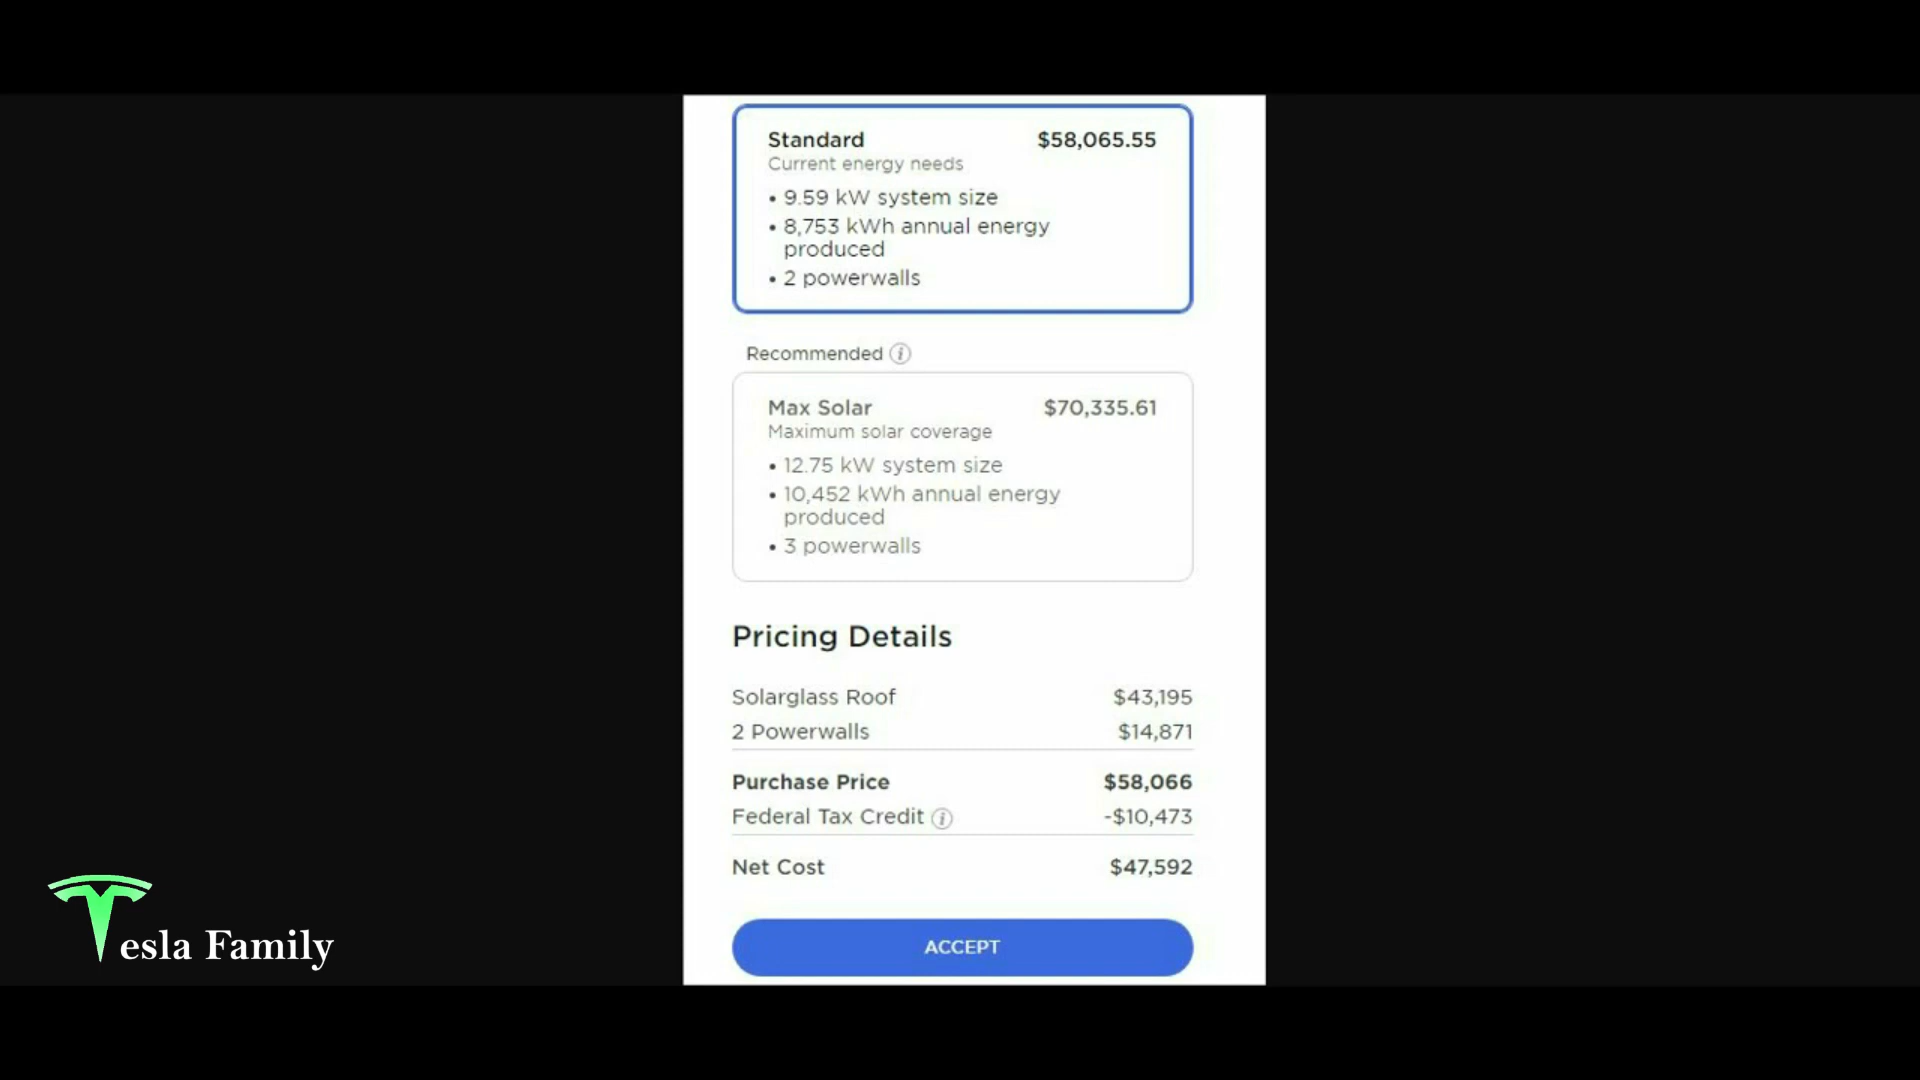 Standard $58,065.55
Current energy needs
• 9.59 kW system size
• 8,753 kWh annual energy
produced
• 2 powerwalls
Recommended i
Max Solar $70,335.61
Maximum solar coverage
• 12.75 kW system size
• 10,452 kWh annual energy
produced
• 3 powerwalls
Pricing Details
Solarglass Roof $43,195
2 Powerwalls $14,871
Purchase Price $58,066
Federal Tax Credit i -$10,473
Net Cost $47,592
ACCEPT
Tesla Family